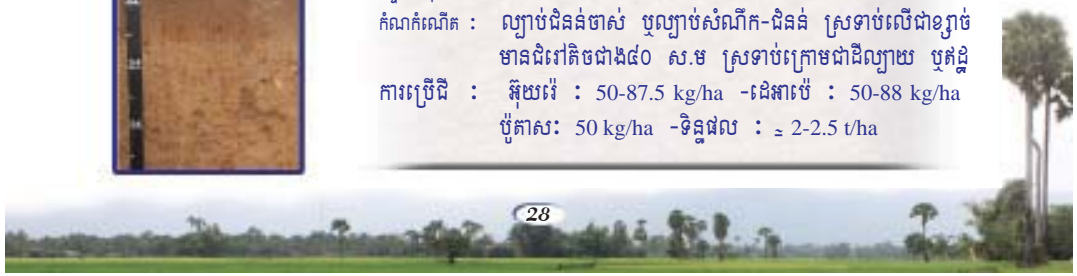 កំណកំណើត : ល្បាប់ជំនន់ចាស់ ឬល្បាប់សំណឹក-ជំនន់ ស្រទាប់លើជាខ្សាច់
មានជំរៅតិចជាង៤០ ស.ម ស្រទាប់ក្រោមជាដីល្បាយ ឬឥដ្ឋ
ការប្រើជី : អ៊ុយរ៉េ : 50-87.5 kg/ha -ដេអាប៉េ : 50-88 kg/ha
ប៉ូតាស: 50 kg/ha -ទិន្នផល : ≃ 2-2.5 t/ha
28